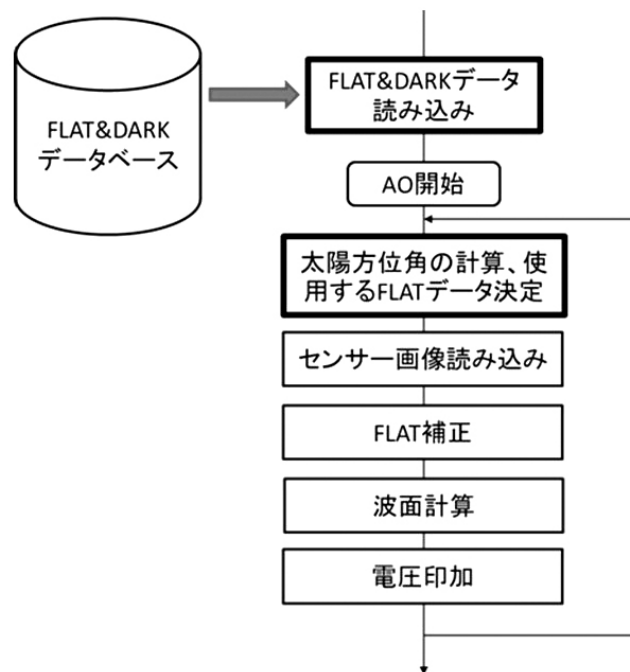 FLAT&DARK
データベース
FLAT&DARKデータ
読み込み
AO開始
太陽方位角の計算、使
用するFLATデータ決定
センサー画像読み込み
FLAT補正
波面計算
電圧印加